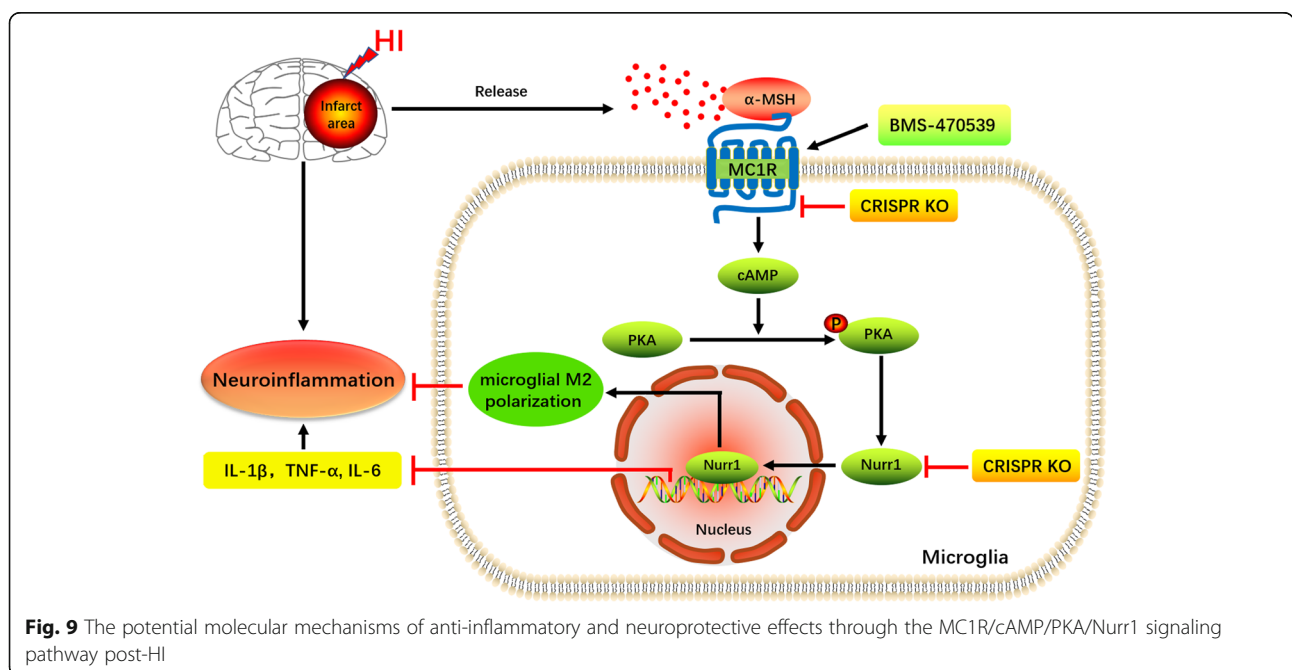 HI
Infarct
area
Release
α-MSH
BMS-470539
MC1R
CRISPR KO
cAMP
P
PKA
PKA
Neuroinflammation
microglial M2
polarization
IL-1β, TNF-α, IL-6
Nurr1
Nurr1
CRISPR KO
Nucleus
Microglia
Fig. 9 The potential molecular mechanisms of anti-inflammatory and neuroprotective effects through the MC1R/cAMP/PKA/Nurr1 signaling
pathway post-HI